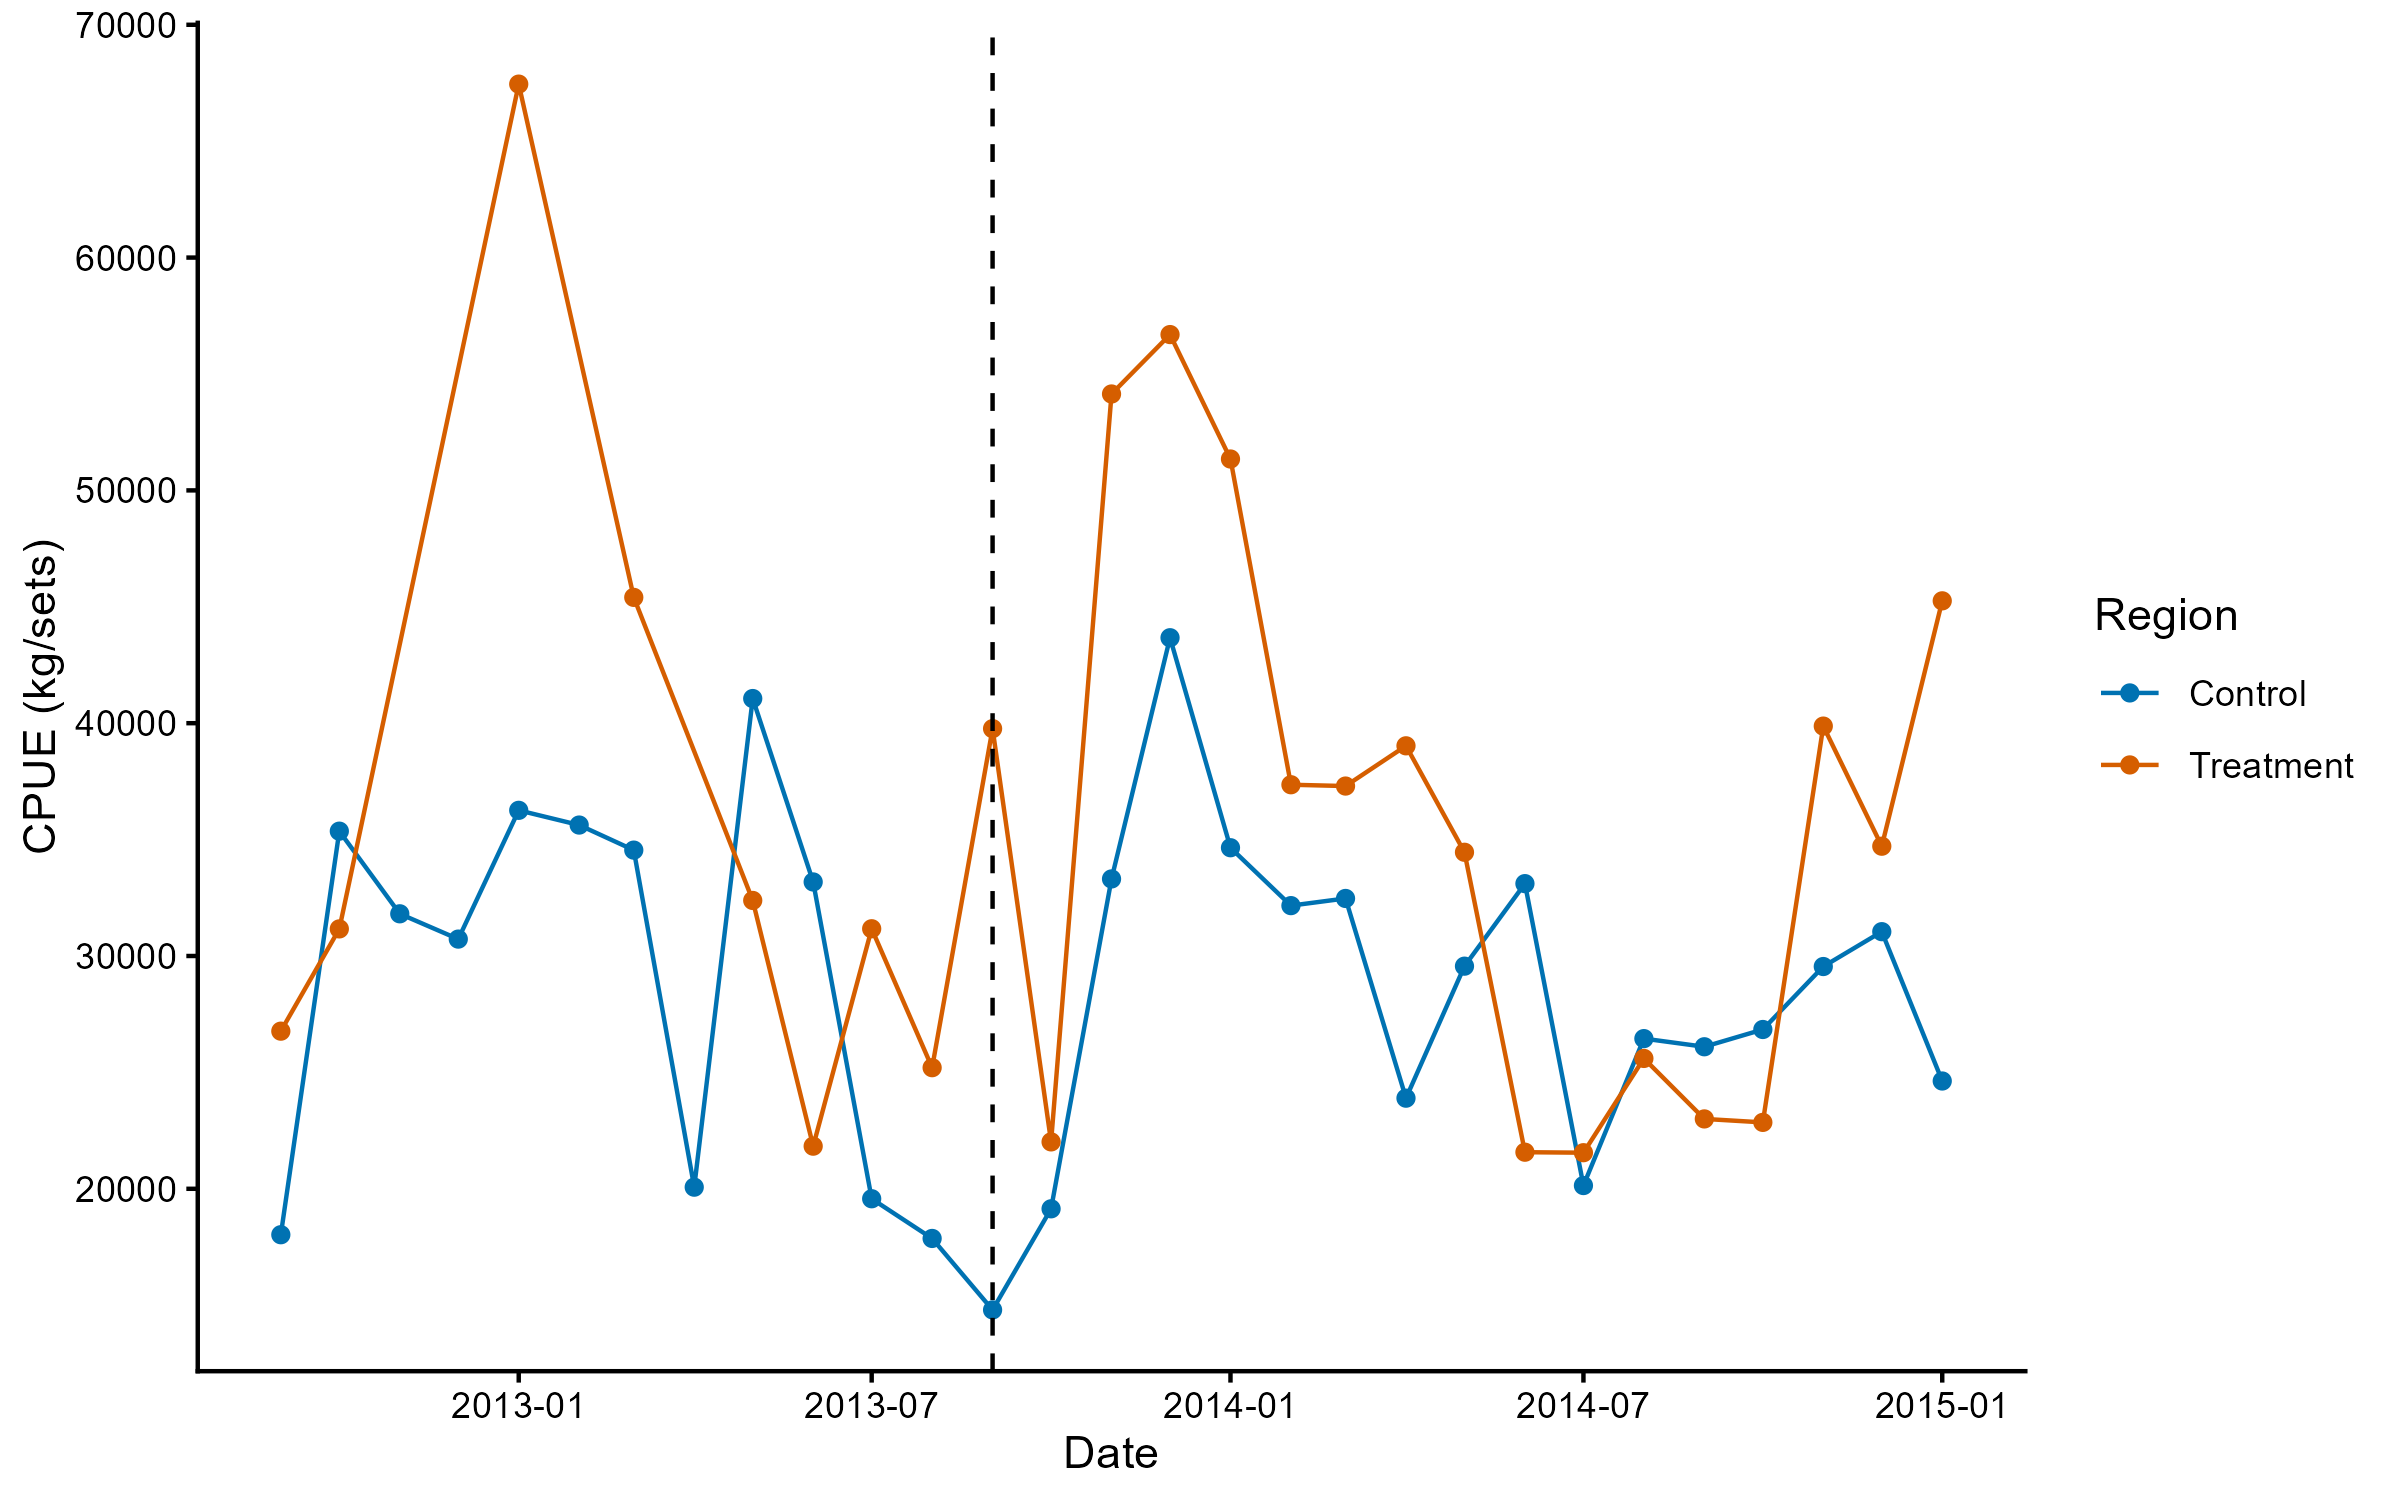 70000
60000
50000
40000
30000
20000
CPUE (kg/sets)
2013-01
2013-07
2014-01
2014-07
2015-01
Date
Region
Control
Treatment